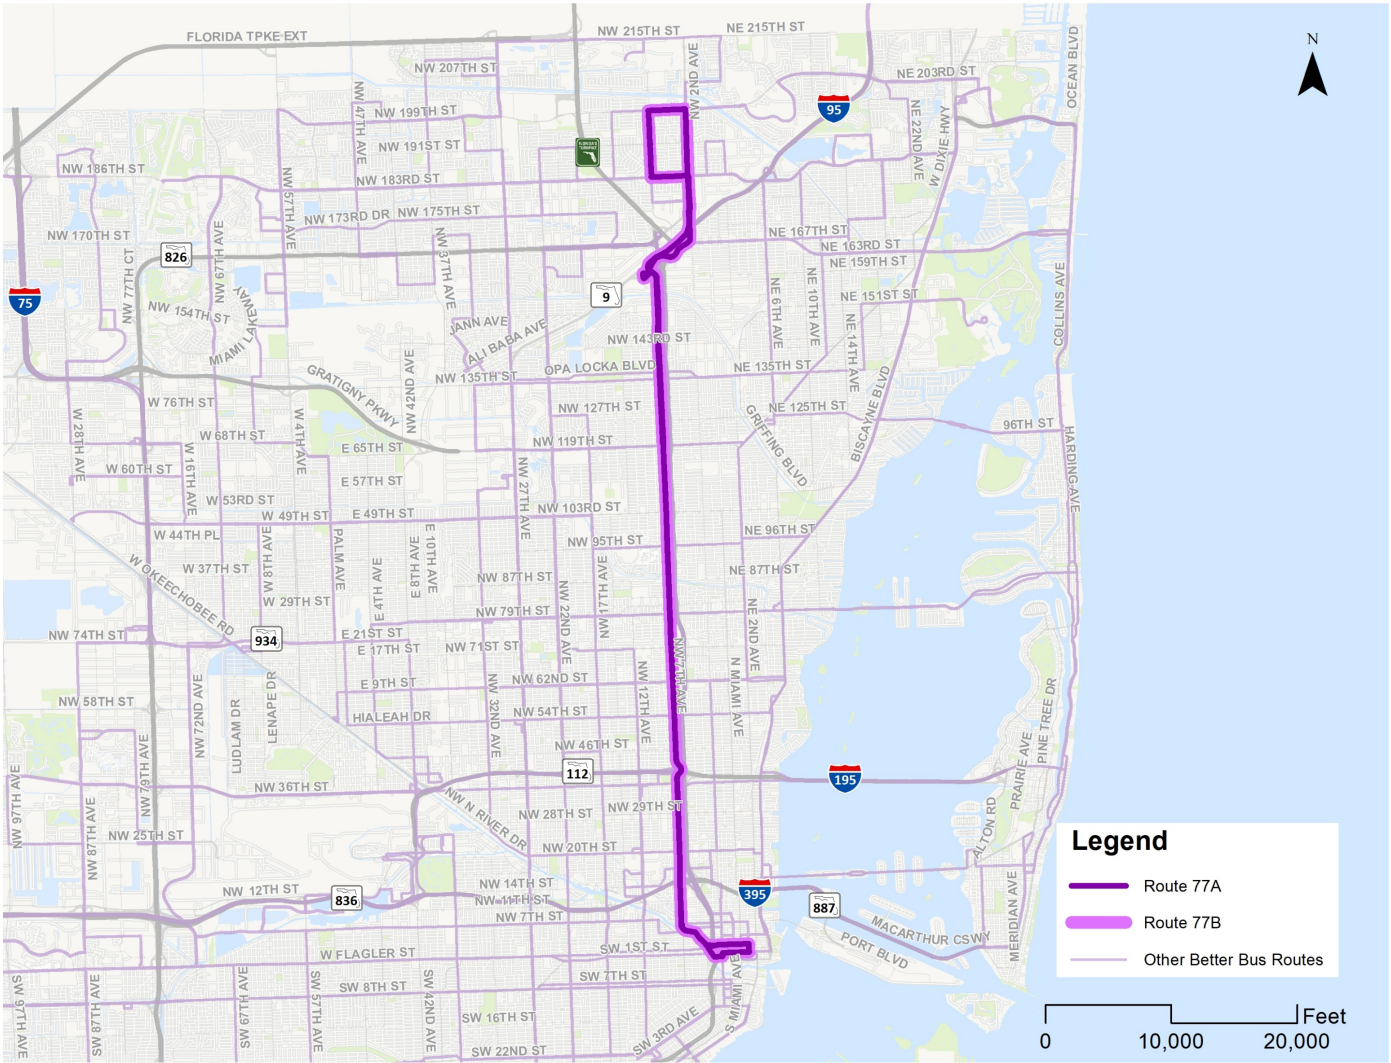 FLORIDA TPKE EXT
NW 215TH ST
NE 215TH ST
OCEAN BLVD
N
NW 207TH ST
NW 2ND AVE
NE 203RD ST
95
NW 47TH AVE
NW 199TH ST
NE 22ND AVE
W DIXIE HWY
NW 191ST ST
FLORIDA'S
TURNPIKE
NW 186TH ST
NW 183RD ST
NW 57TH AVE
NW 173RD DR
NW 175TH ST
NW 170TH ST
NW 67TH AVE
NW 37TH AVE
NE 167TH ST
NE 163RD ST
NE 159TH ST
826
NW 77TH CT
75
9
NE 6TH AVE
NE 10TH AVE
NE 151ST ST
COLLINS AVE
NW 154TH ST
MIAMI LAKEWAY
JANN AVE
ALI BABA AVE
NW 143RD ST
NE 14TH AVE
GRATIGNY PKWY
NW 42ND AVE
NW 135TH ST
OPA LOCKA BLVD
NE 135TH ST
BISCAYNE BLVD
W 76TH ST
NW 127TH ST
NE 125TH ST
GRIFFING BLVD
96TH ST
HARDING AVE
W 28TH AVE
W 68TH ST
W 4TH AVE
E 65TH ST
NW 119TH ST
W 16TH AVE
W 60TH ST
E 57TH ST
NW 27TH AVE
W 53RD ST
W 49TH ST
E 49TH ST
NW 103RD ST
W 44TH PL
NE 96TH ST
NW 95TH ST
W OKEECHOBEE RD
W 37TH ST
W 8TH AVE
PALM AVE
E 4TH AVE
E 8TH AVE
E 10TH AVE
NW 87TH ST
NE 87TH ST
NW 22ND AVE
NW 17TH AVE
W 29TH ST
NW 79TH ST
NE 2ND AVE
NW 74TH ST
934
E 21ST ST
E 17TH ST
NW 71ST ST
NW 12TH AVE
NW 7TH AVE
N MIAMI AVE
E 9TH ST
NW 62ND ST
NW 58TH ST
NW 72ND AVE
LUDLAM DR
LENAPE DR
HIALEAH DR
NW 32ND AVE
NW 54TH ST
PINE TREE DR
NW 46TH ST
NW 79TH AVE
112
195
PRAIRIE AVE
NW 97TH AVE
NW 87TH AVE
NW 36TH ST
NW N RIVER DR
NW 28TH ST
NW 29TH ST
ALTON RD
NW 25TH ST
NW 20TH ST
NW 12TH ST
836
NW 14TH ST
NW 11TH ST
NW 7TH ST
395
887
MACARTHUR CSWY
PORT BLVD
MERIDIAN AVE
W FLAGLER ST
SW 1ST ST
SW 97TH AVE
SW 87TH AVE
SW 67TH AVE
SW 57TH AVE
SW 42ND AVE
SW 7TH ST
SW 8TH ST
SW 16TH ST
SW 22ND ST
SW 3RD AVE
S MIAMI AVE
Legend
Route 77A
Route 77B
Other Better Bus Routes
Feet
0
10,000
20,000